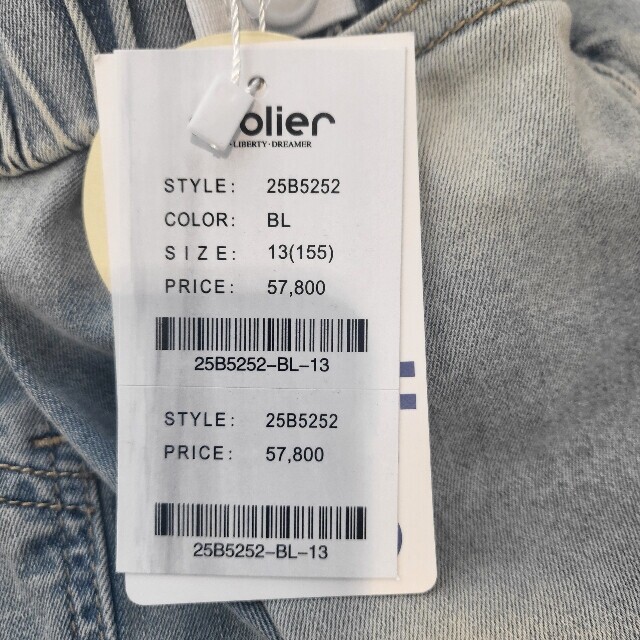 olier
·LIBERTY·DREAMER
STYLE: 25B5252
COLOR: BL
SIZE: 13(155)
PRICE: 57,800
25B5252-BL-13
STYLE: 25B5252
PRICE: 57,800
25B5252-BL-13